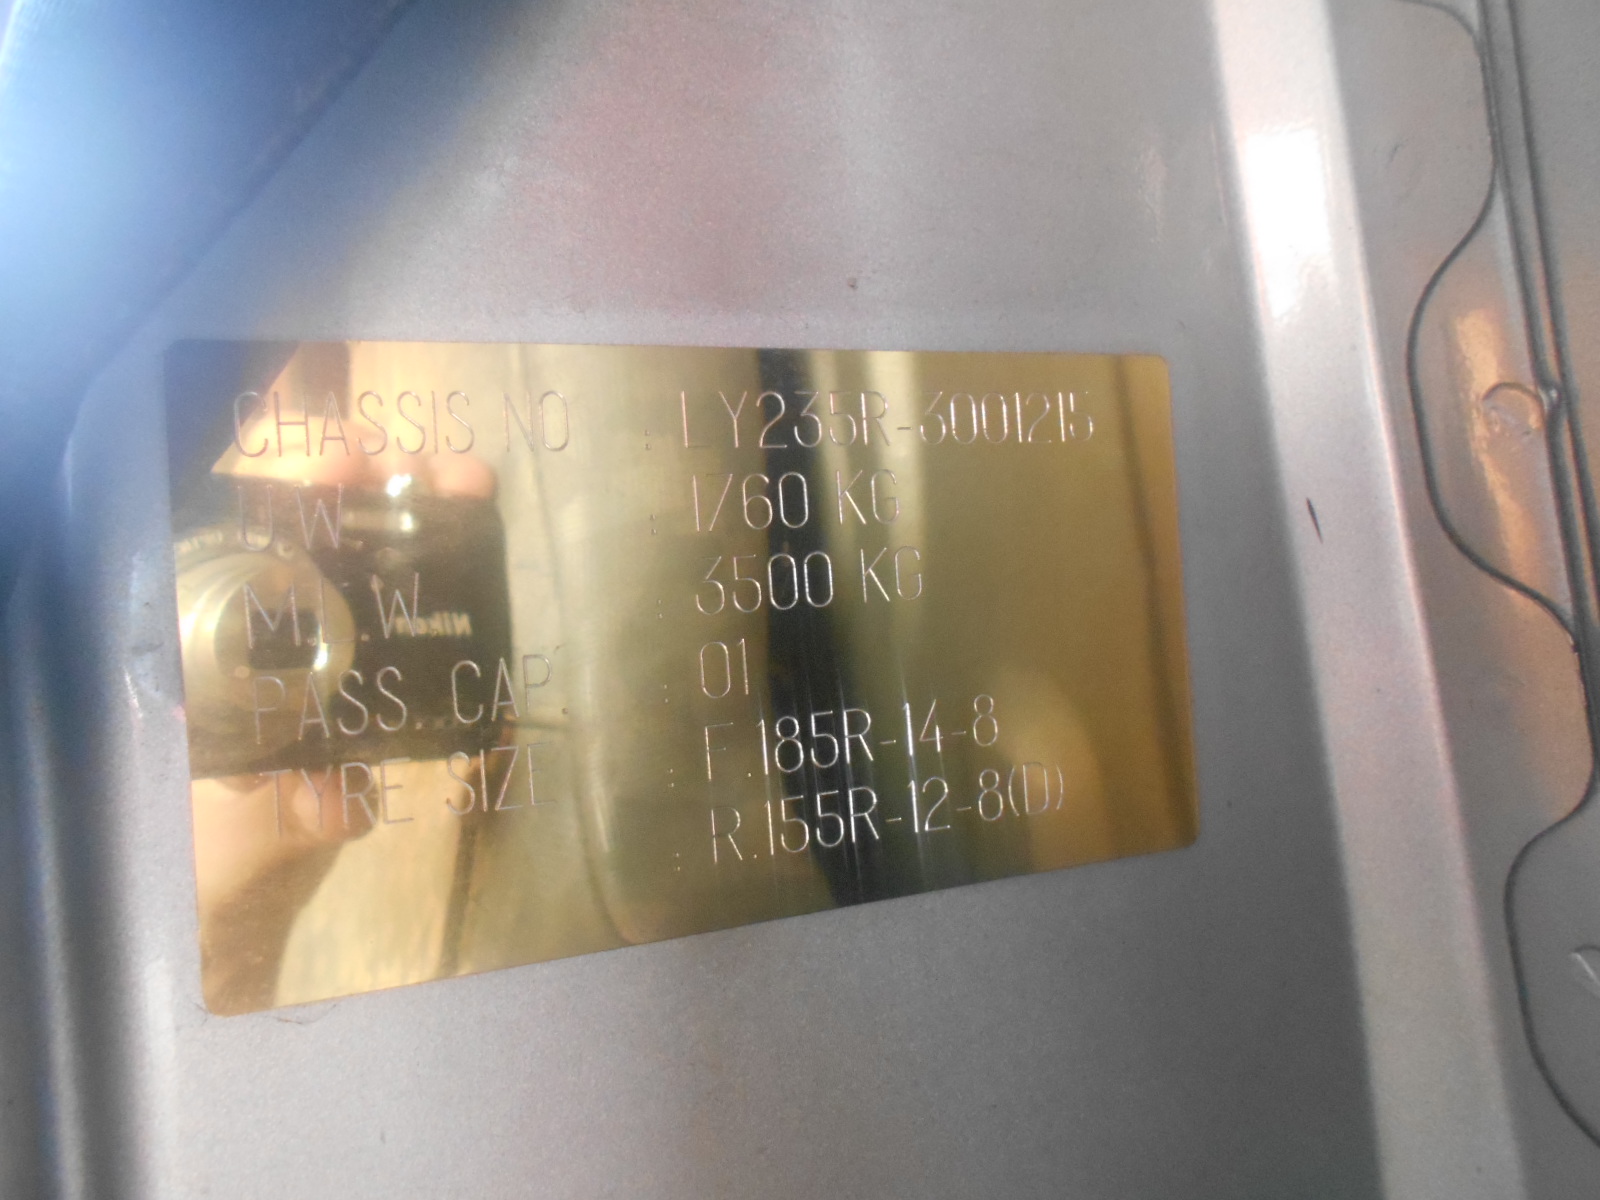 CHASSIS NO : LY235R-3001215
U W : 1760 KG
M.L.W. : 3500 KG
PASS. CAP. : 01
TYRE SIZE : F.185R-14-8
: R.155R-12-8(D)
Nikon